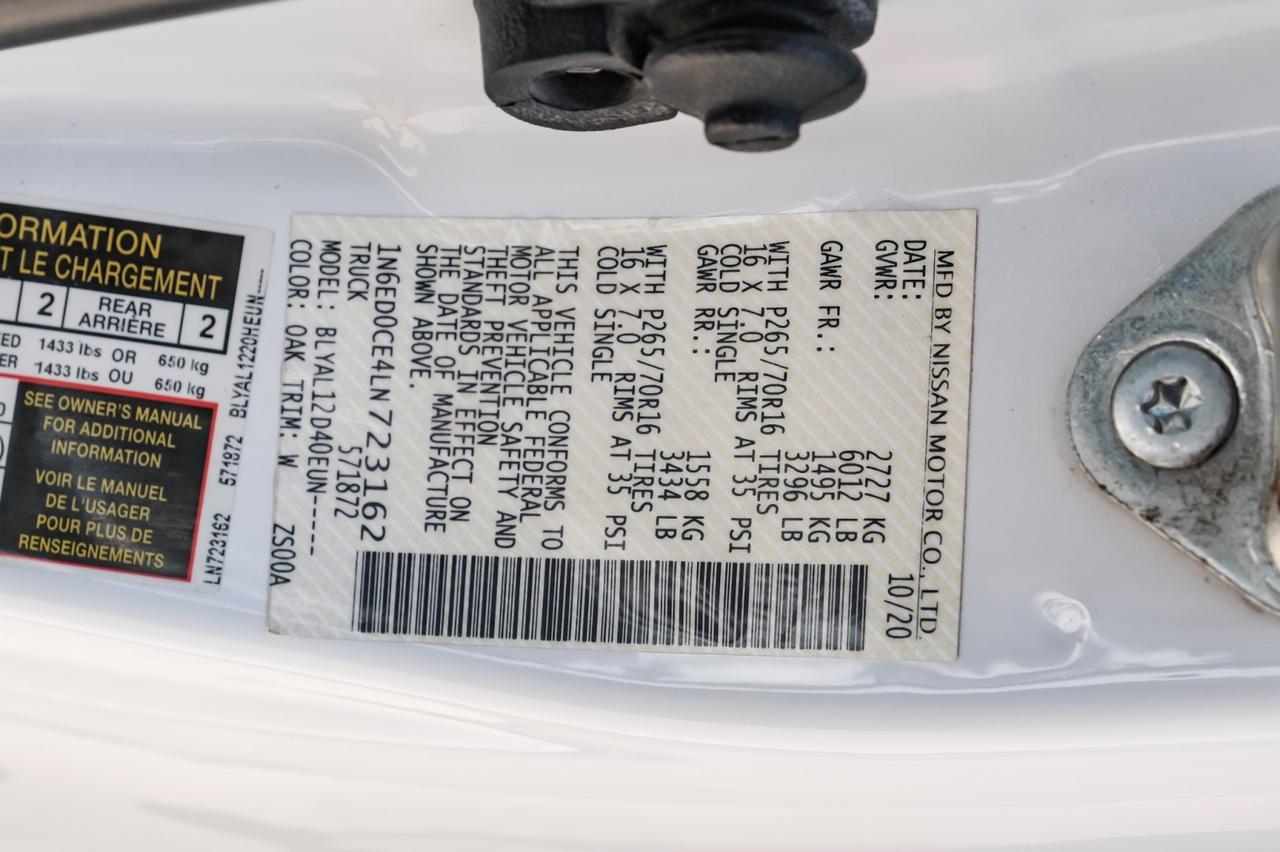 ORMATION
T LE CHARGEMENT
2 REAR ARRIÈRE 2
EED 1433 lbs OR 650 kg
ER 1433 lbs OU 650 kg
SEE OWNER'S MANUAL
FOR ADDITIONAL
INFORMATION
VOIR LE MANUEL
DE L'USAGER
POUR PLUS DE
RENSEIGNEMENTS
LN723162 571872 BLYAL1220HEUN-----
MFD BY NISSAN MOTOR CO., LTD.
DATE: 10/20
GVWR: 2727 KG
6012 LB
GAWR FR.: 1495 KG
3296 LB
WITH P265/70R16 TIRES
16 X 7.0 RIMS AT 35 PSI
COLD SINGLE
GAWR RR.: 1558 KG
3434 LB
WITH P265/70R16 TIRES
16 X 7.0 RIMS AT 35 PSI
COLD SINGLE
THIS VEHICLE CONFORMS TO
ALL APPLICABLE FEDERAL
MOTOR VEHICLE SAFETY AND
THEFT PREVENTION
STANDARDS IN EFFECT ON
THE DATE OF MANUFACTURE
SHOWN ABOVE.
1N6ED0CE4LN723162
TRUCK 571872
MODEL: BLYAL12D40EUN-----
COLOR: OAK TRIM: W ZS00A